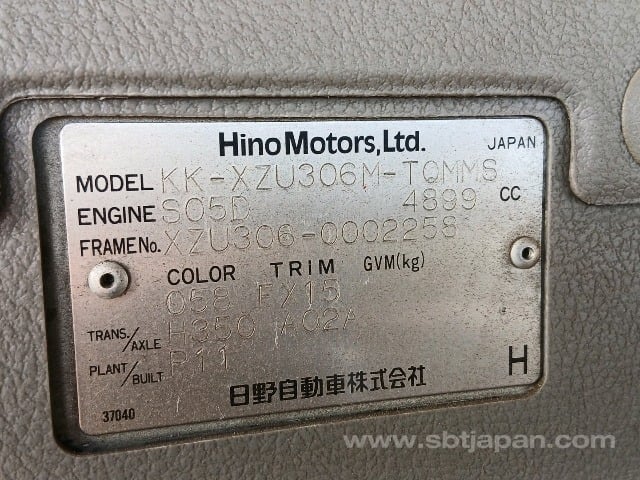 Hino Motors, Ltd. JAPAN
MODEL KK-XZU306M-TQMMS
ENGINE S05D 4899 CC
FRAME No. XZU306-0002258
COLOR TRIM GVM(kg)
058 FX15
TRANS./AXLE H350 A02A
PLANT/BUILT P11
日野自動車株式会社 H
37040
www.sbtjapan.com